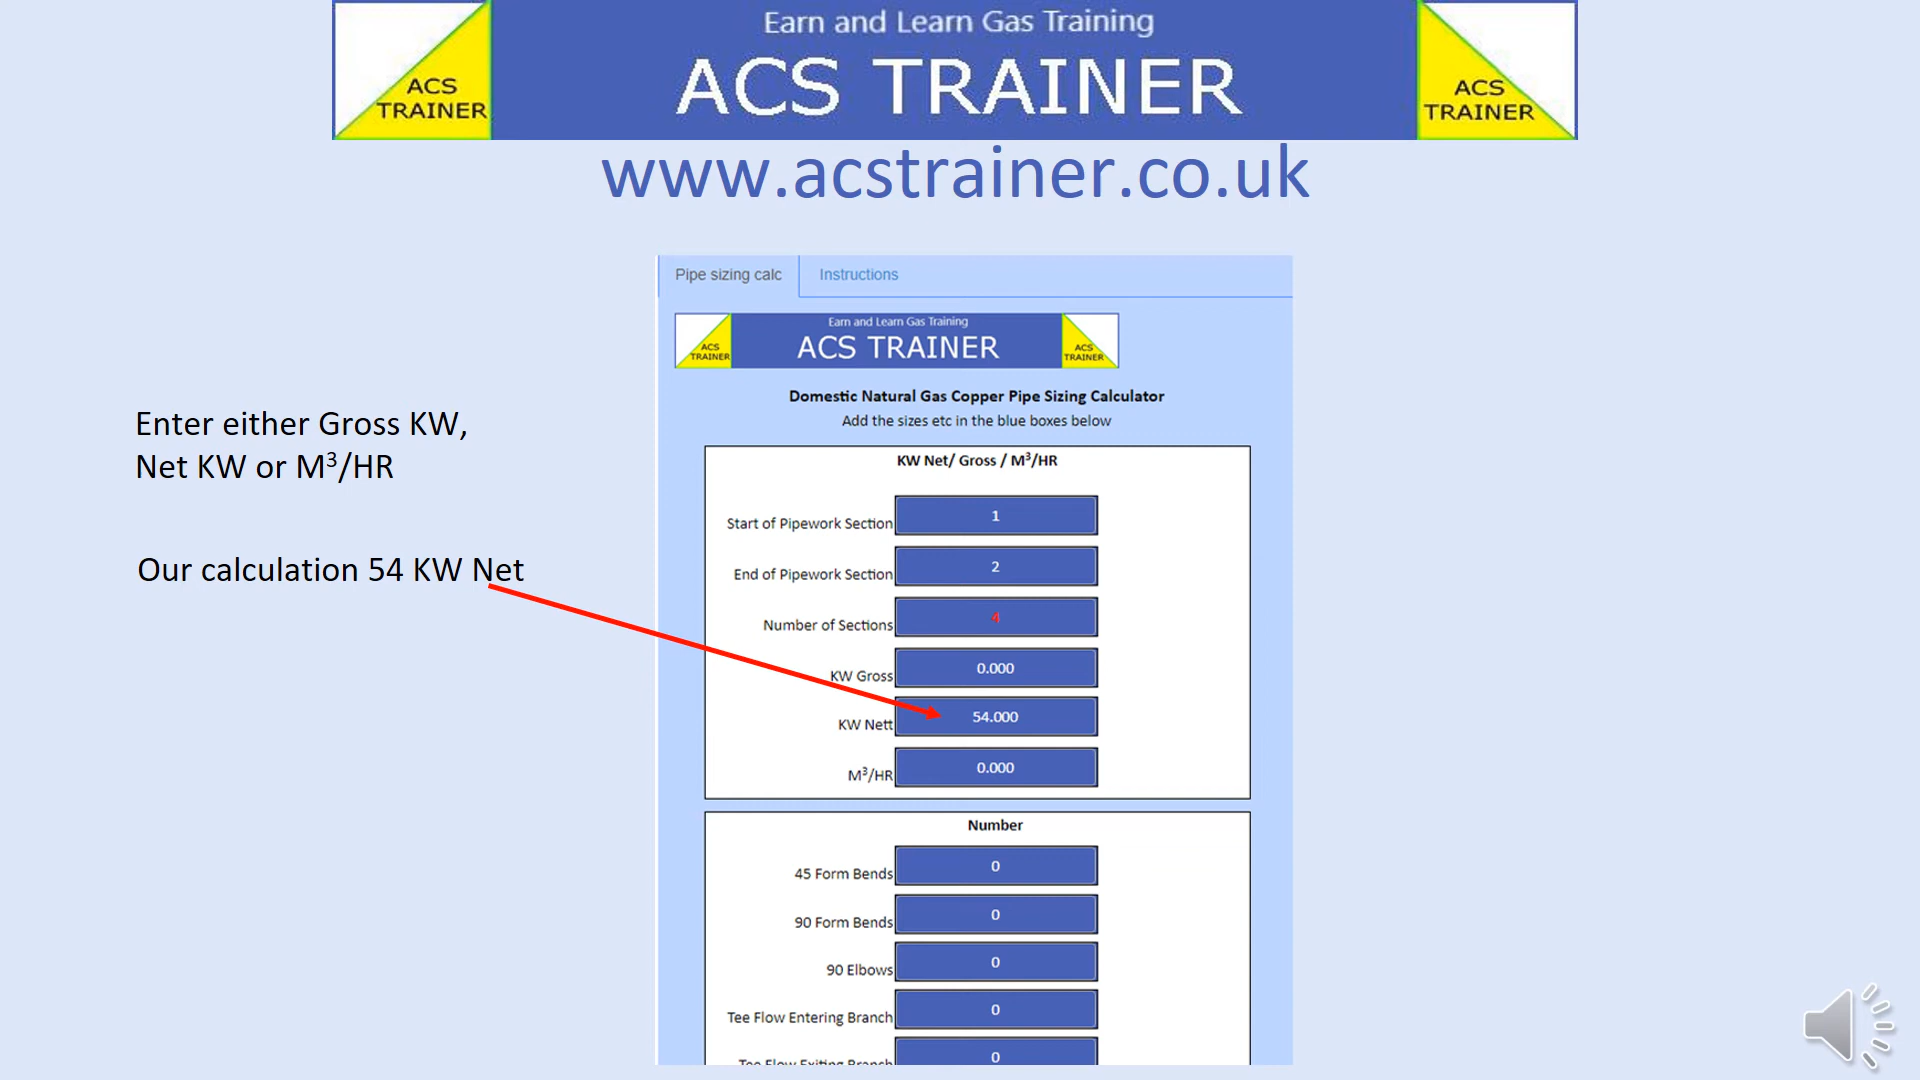 Earn and Learn Gas Training
ACS TRAINER
ACS
TRAINER
ACS
TRAINER
www.acstrainer.co.uk
Enter either Gross KW,
Net KW or M³/HR
Our calculation 54 KW Net
Pipe sizing calc
Instructions
Earn and Learn Gas Training
ACS TRAINER
ACS
TRAINER
ACS
TRAINER
Domestic Natural Gas Copper Pipe Sizing Calculator
Add the sizes etc in the blue boxes below
KW Net/ Gross / M³/HR
Start of Pipework Section 1
End of Pipework Section 2
Number of Sections 4
KW Gross 0.000
KW Nett 54.000
M³/HR 0.000
Number
45 Form Bends 0
90 Form Bends 0
90 Elbows 0
Tee Flow Entering Branch 0
Tee Flow Exiting Branch 0